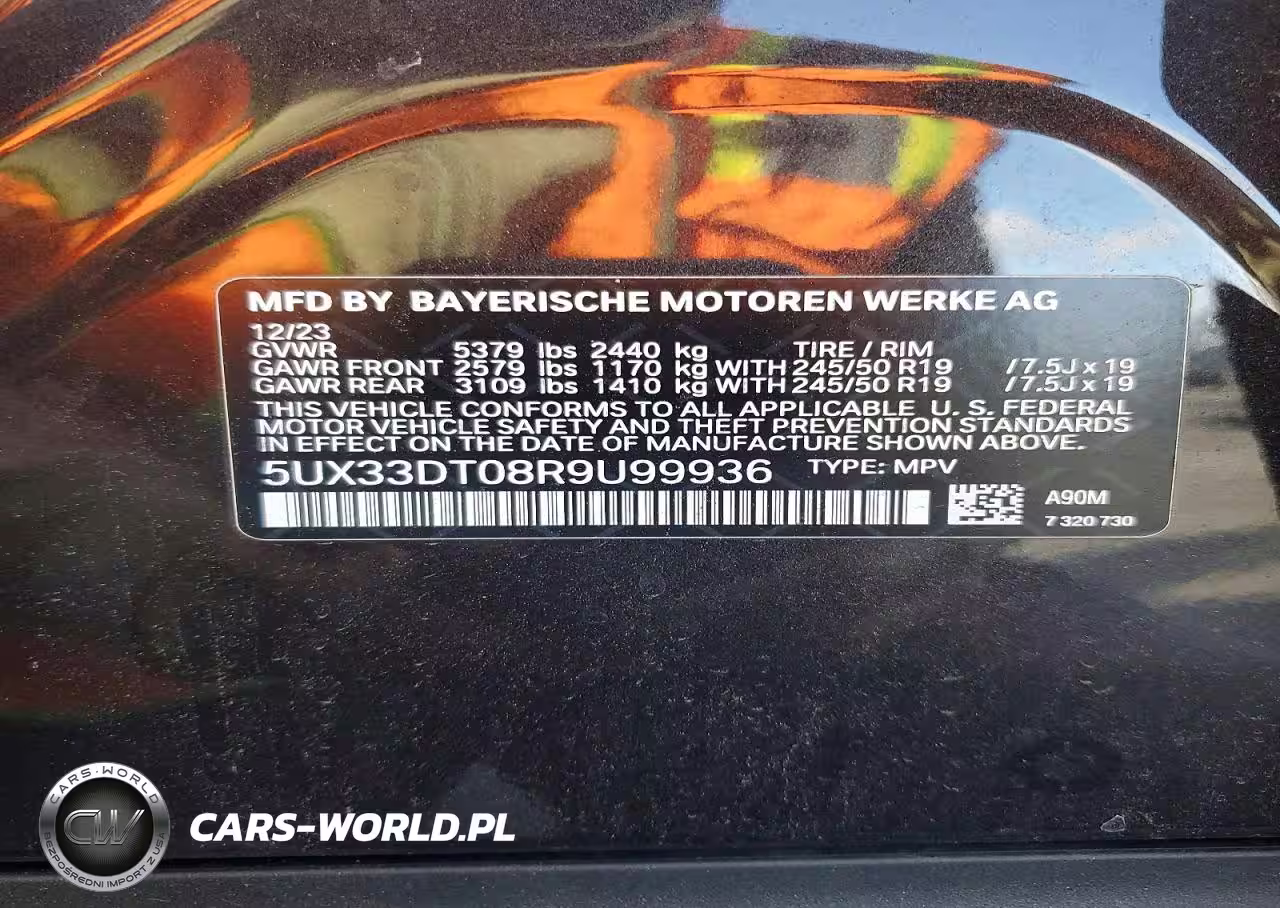 MFD BY BAYERISCHE MOTOREN WERKE AG
12/23
GVWR 5379 lbs 2440 kg TIRE / RIM
GAWR FRONT 2579 lbs 1170 kg WITH 245/50 R19 / 7.5J x 19
GAWR REAR 3109 lbs 1410 kg WITH 245/50 R19 / 7.5J x 19
THIS VEHICLE CONFORMS TO ALL APPLICABLE U. S. FEDERAL
MOTOR VEHICLE SAFETY AND THEFT PREVENTION STANDARDS
IN EFFECT ON THE DATE OF MANUFACTURE SHOWN ABOVE.
5UX33DT08R9U99936 TYPE: MPV
A90M
7 320 730
CARS-WORLD
CW
BEZPOŚREDNI IMPORT Z USA
CARS-WORLD.PL